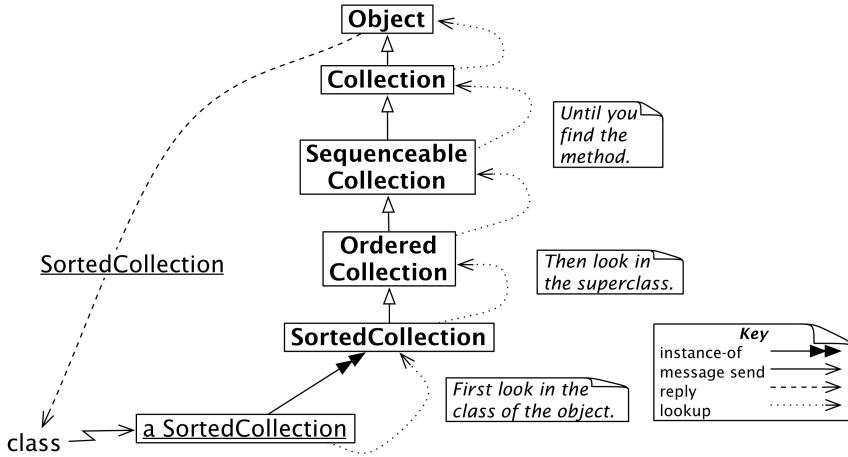 Object
Collection
Until you
find the
method.
Sequenceable
Collection
Ordered
Collection
SortedCollection
Then look in
the superclass.
SortedCollection
Key
instance-of
message send
reply
lookup
First look in the
class of the object.
class
a SortedCollection